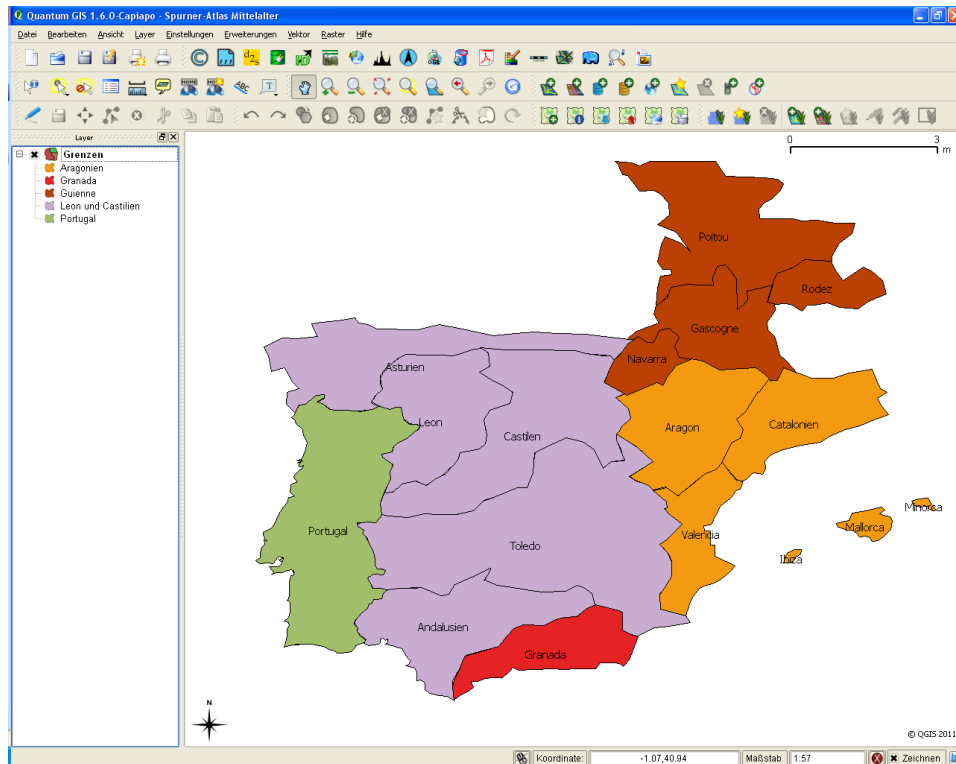 Quantum GIS 1.6.0-Capiapo - Spurner-Atlas Mittelalter
Datei Bearbeiten Ansicht Layer Einstellungen Erweiterungen Vektor Raster Hilfe
Layer
Grenzen
Aragonien
Granada
Guienne
Leon und Castilien
Portugal
0 3
m
Poitou
Rodez
Gascogne
Navarra
Asturien
Leon
Castilen
Aragon
Catalonien
Minorca
Mallorca
Valencia
Ibiza
Portugal
Toledo
Andalusien
Granada
N
© QGIS 2011
Koordinate: -1.07,40.94 Maßstab 1:57 Zeichnen